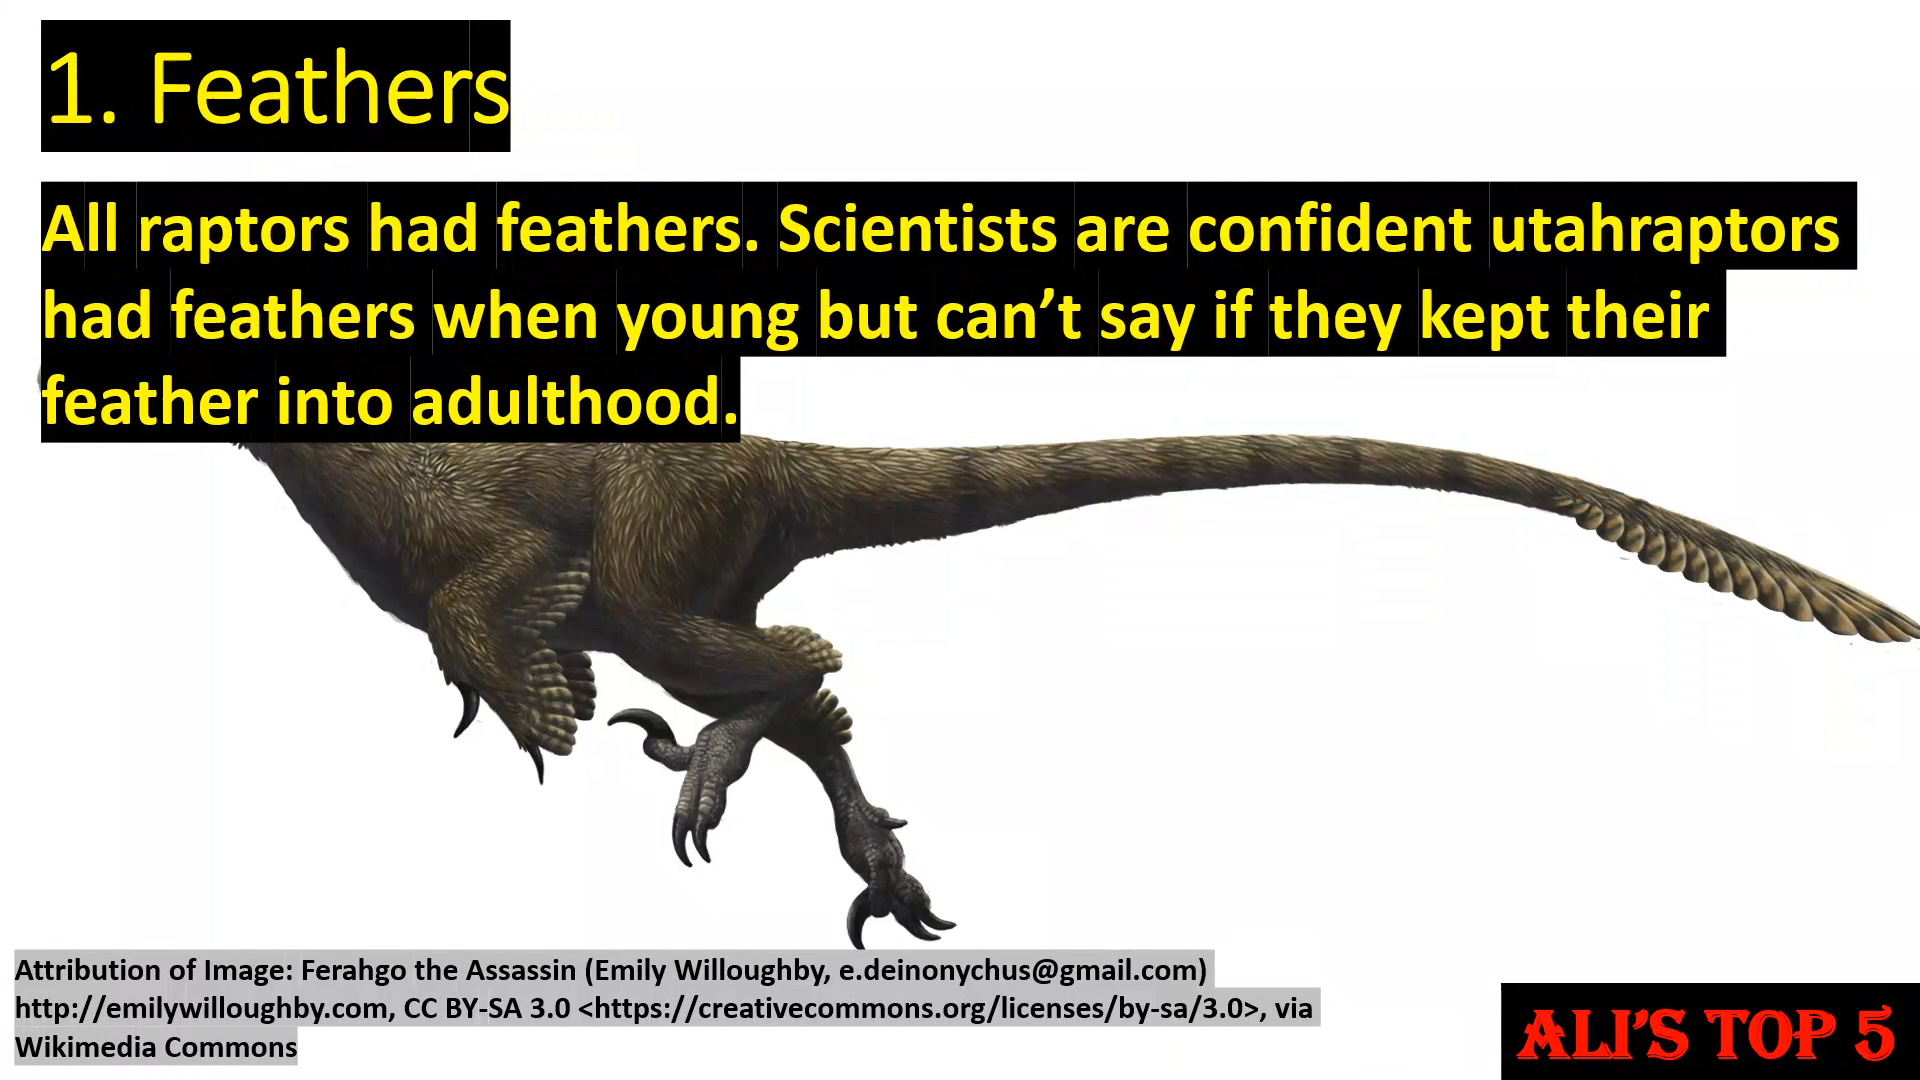 1. Feathers
All raptors had feathers. Scientists are confident utahraptors
had feathers when young but can’t say if they kept their
feather into adulthood.
Attribution of Image: Ferahgo the Assassin (Emily Willoughby, e.deinonychus@gmail.com)
http://emilywilloughby.com, CC BY-SA 3.0 <https://creativecommons.org/licenses/by-sa/3.0>, via
Wikimedia Commons
ALI’S TOP 5